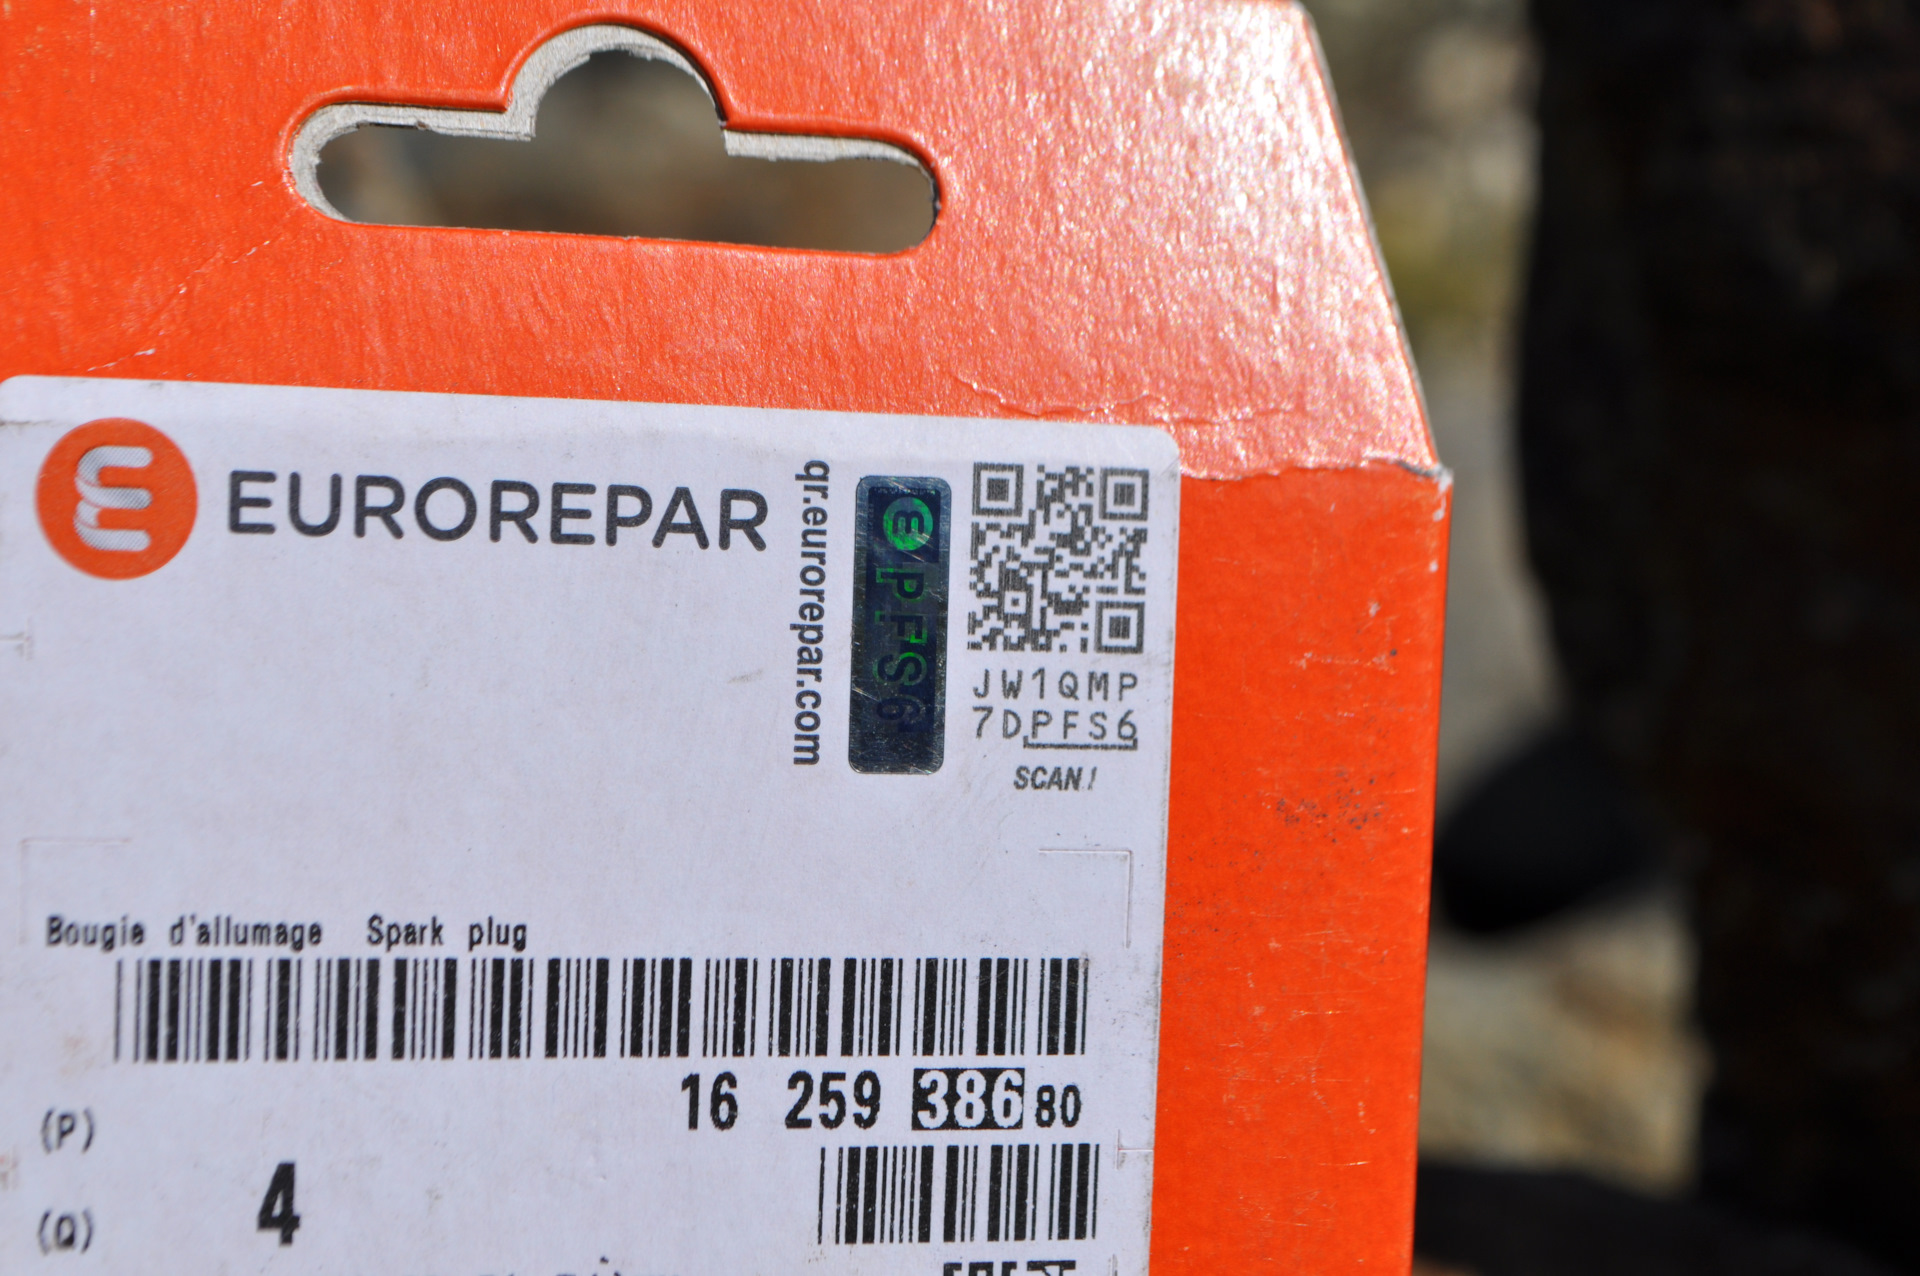 EUROREPAR
qr.eurorepar.com
PFS6
JW1QMP
7DPFS6
SCAN!
Bougie d'allumage Spark plug
16 259 386 80
(P)
4
(Q)